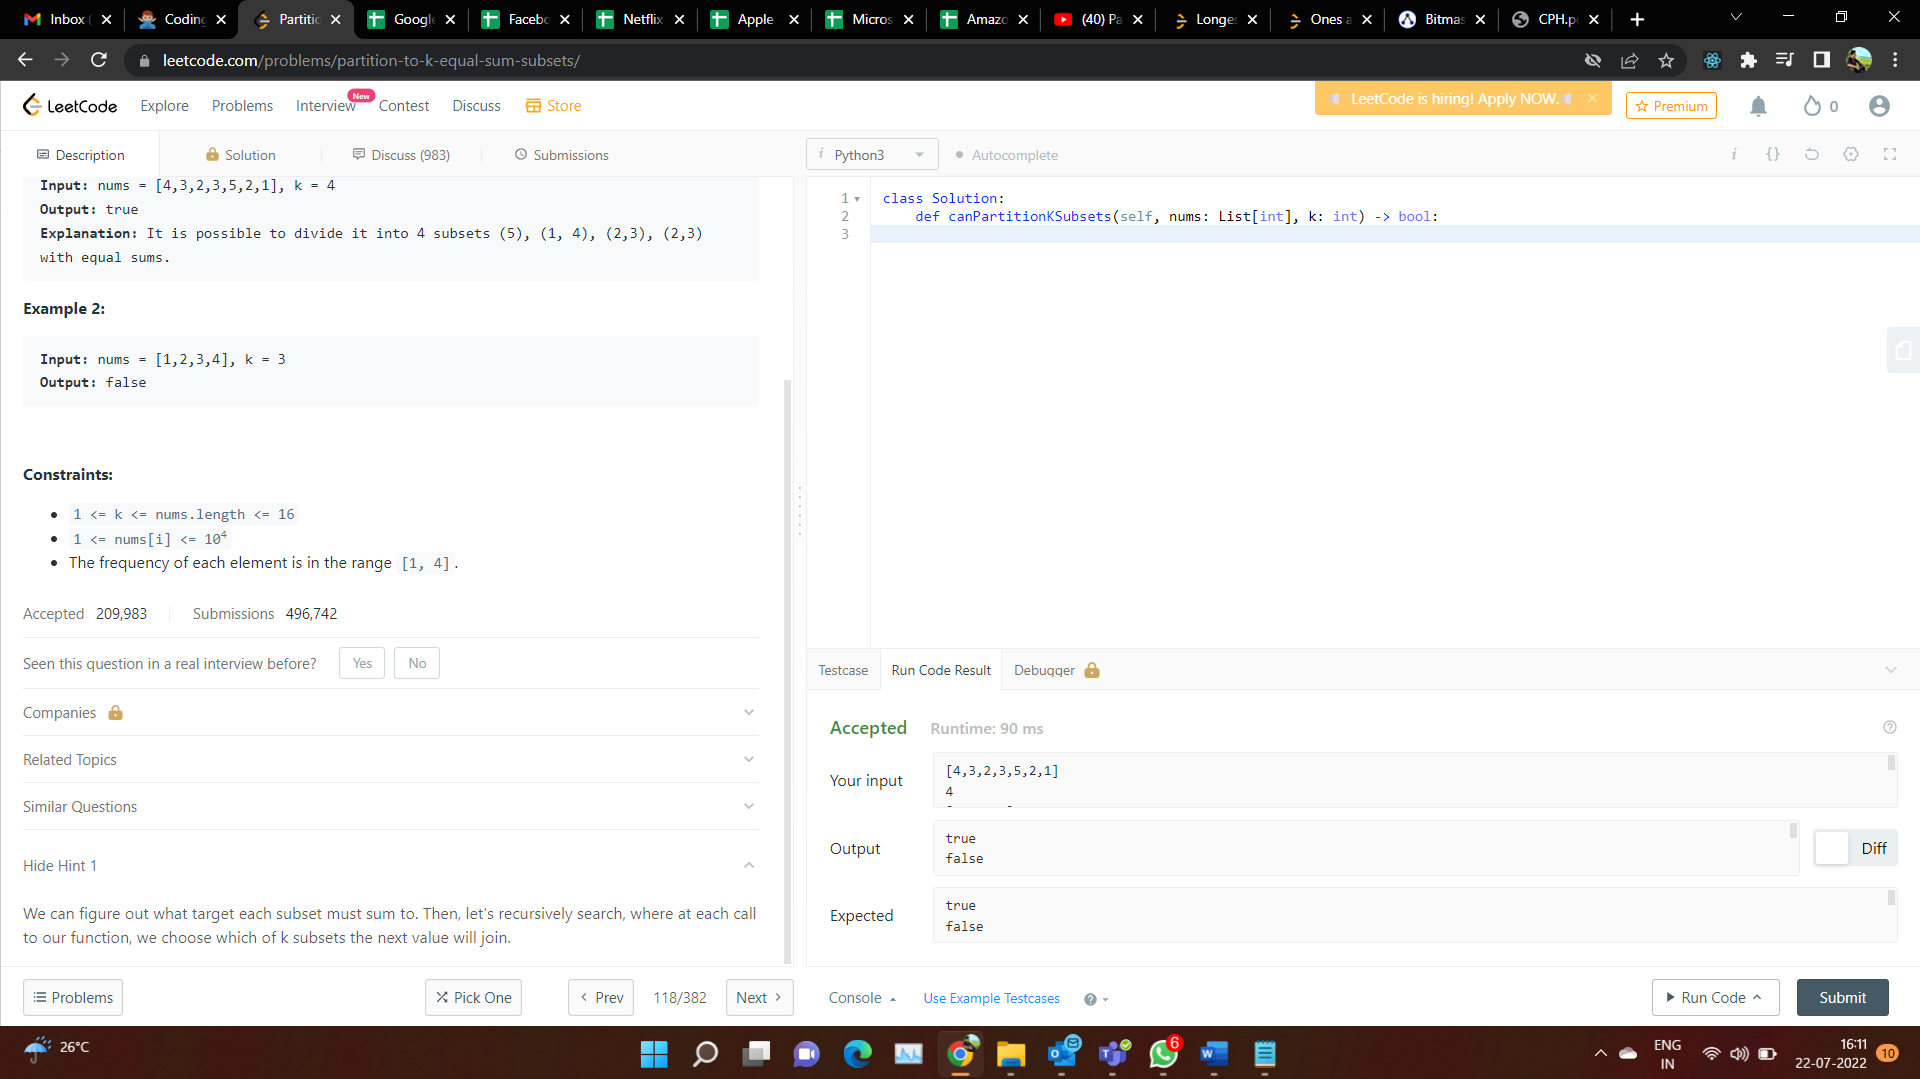 Inbox (
Coding
Partitio
Google
Facebo
Netflix
Apple
Micros
Amazo
(40) Pa
Longes
Ones a
Bitmas
CPH.p
leetcode.com/problems/partition-to-k-equal-sum-subsets/
LeetCode
Explore
Problems
Interview
New
Contest
Discuss
Store
LeetCode is hiring! Apply NOW.
Premium
0
Description
Solution
Discuss (983)
Submissions
i Python3
Autocomplete
Input: nums = [4,3,2,3,5,2,1], k = 4
Output: true
Explanation: It is possible to divide it into 4 subsets (5), (1, 4), (2,3), (2,3)
with equal sums.
Example 2:
Input: nums = [1,2,3,4], k = 3
Output: false
Constraints:
1 <= k <= nums.length <= 16
1 <= nums[i] <= 10⁴
The frequency of each element is in the range [1, 4].
Accepted 209,983
Submissions 496,742
Seen this question in a real interview before?
Yes
No
Companies
Related Topics
Similar Questions
Hide Hint 1
We can figure out what target each subset must sum to. Then, let's recursively search, where at each call
to our function, we choose which of k subsets the next value will join.
Problems
Pick One
Prev
118/382
Next
1 class Solution:
2 def canPartitionKSubsets(self, nums: List[int], k: int) -> bool:
3
Testcase
Run Code Result
Debugger
Accepted
Runtime: 90 ms
Your input
[4,3,2,3,5,2,1]
4
Output
true
false
Diff
Expected
true
false
Console
Use Example Testcases
Run Code
Submit
26°C
6
ENG
IN
16:11
22-07-2022
10